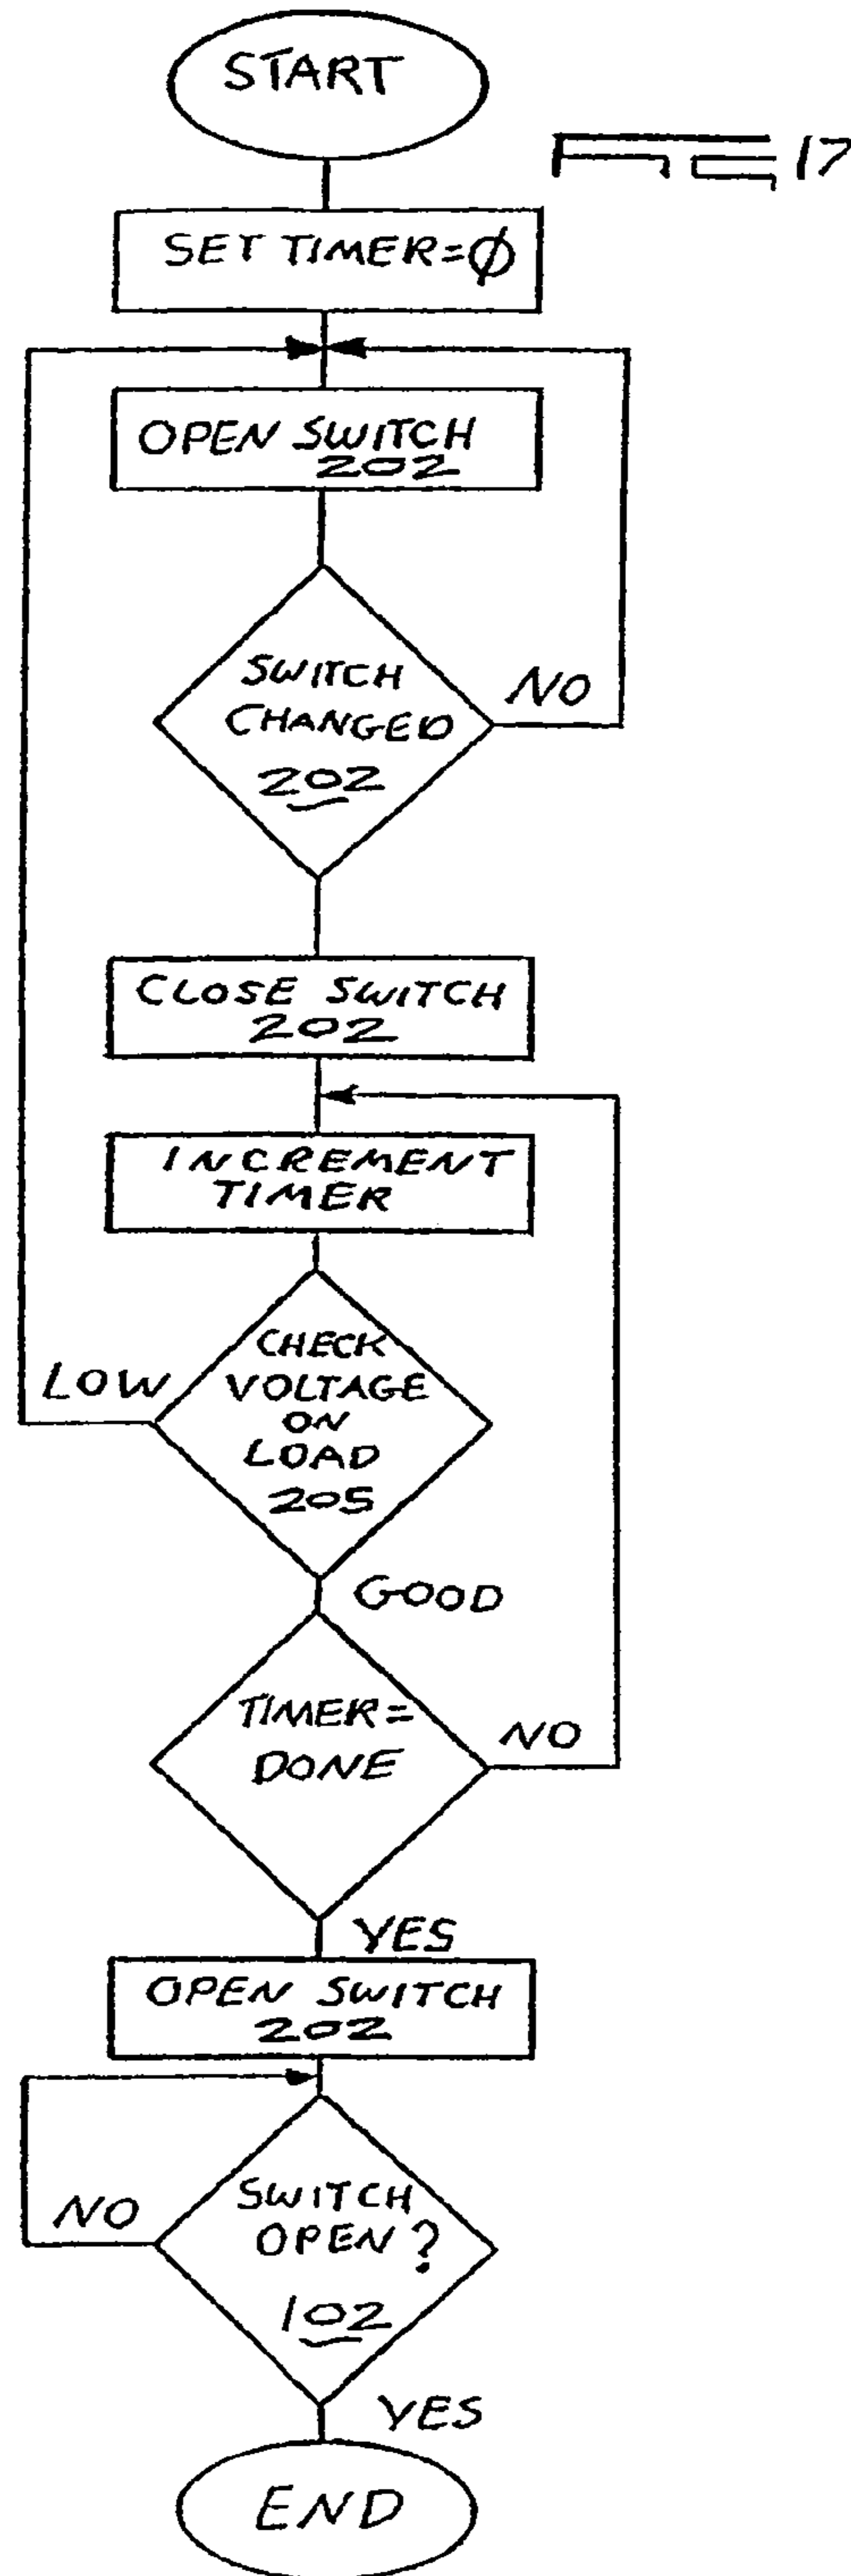 START
FIG 17
SET TIMER=Ø
OPEN SWITCH
202
SWITCH
CHANGED
202
NO
CLOSE SWITCH
202
INCREMENT
TIMER
CHECK
VOLTAGE
ON
LOAD
205
LOW
GOOD
TIMER=
DONE
NO
YES
OPEN SWITCH
202
SWITCH
OPEN?
102
NO
YES
END